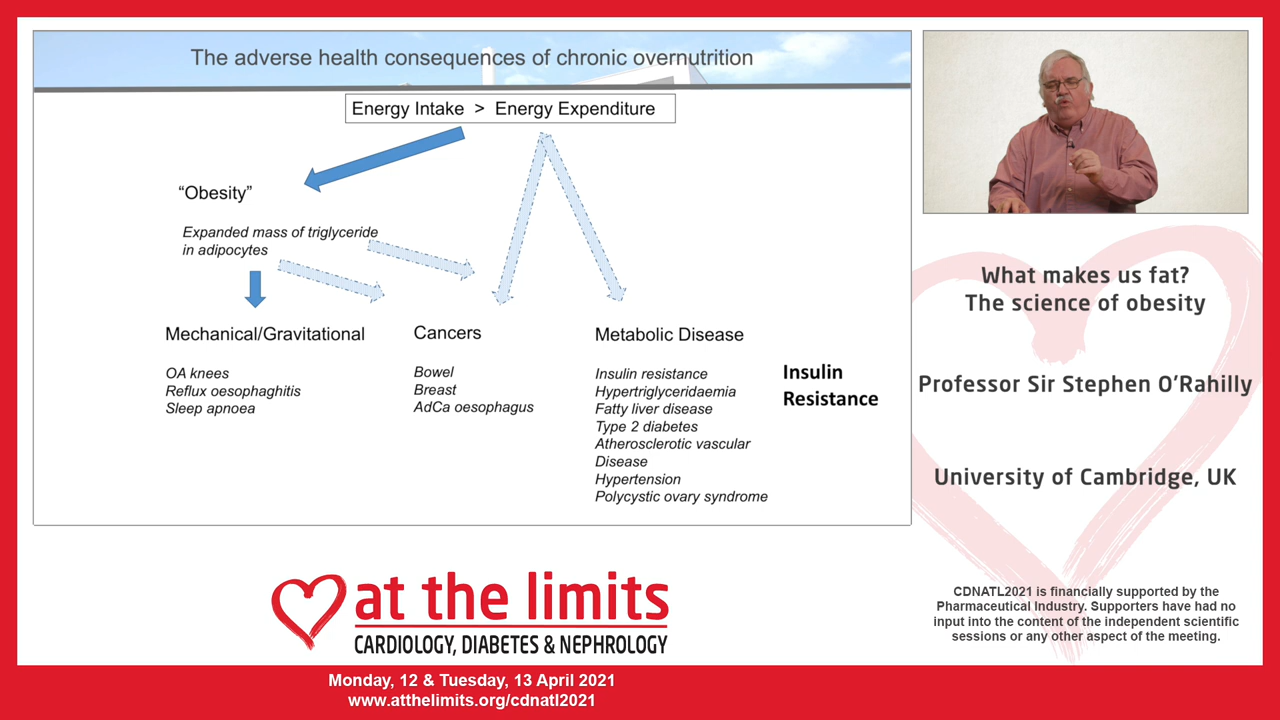 The adverse health consequences of chronic overnutrition
Energy Intake > Energy Expenditure
“Obesity”
Expanded mass of triglyceride
in adipocytes
Mechanical/Gravitational
OA knees
Reflux oesophaghitis
Sleep apnoea
Cancers
Bowel
Breast
AdCa oesophagus
Metabolic Disease
Insulin resistance
Hypertriglyceridaemia
Fatty liver disease
Type 2 diabetes
Atherosclerotic vascular
Disease
Hypertension
Polycystic ovary syndrome
Insulin
Resistance
What makes us fat?
The science of obesity
Professor Sir Stephen O’Rahilly
University of Cambridge, UK
CDNATL2021 is financially supported by the
Pharmaceutical Industry. Supporters have had no
input into the content of the independent scientific
sessions or any other aspect of the meeting.
at the limits
CARDIOLOGY, DIABETES & NEPHROLOGY
Monday, 12 & Tuesday, 13 April 2021
www.atthelimits.org/cdnatl2021